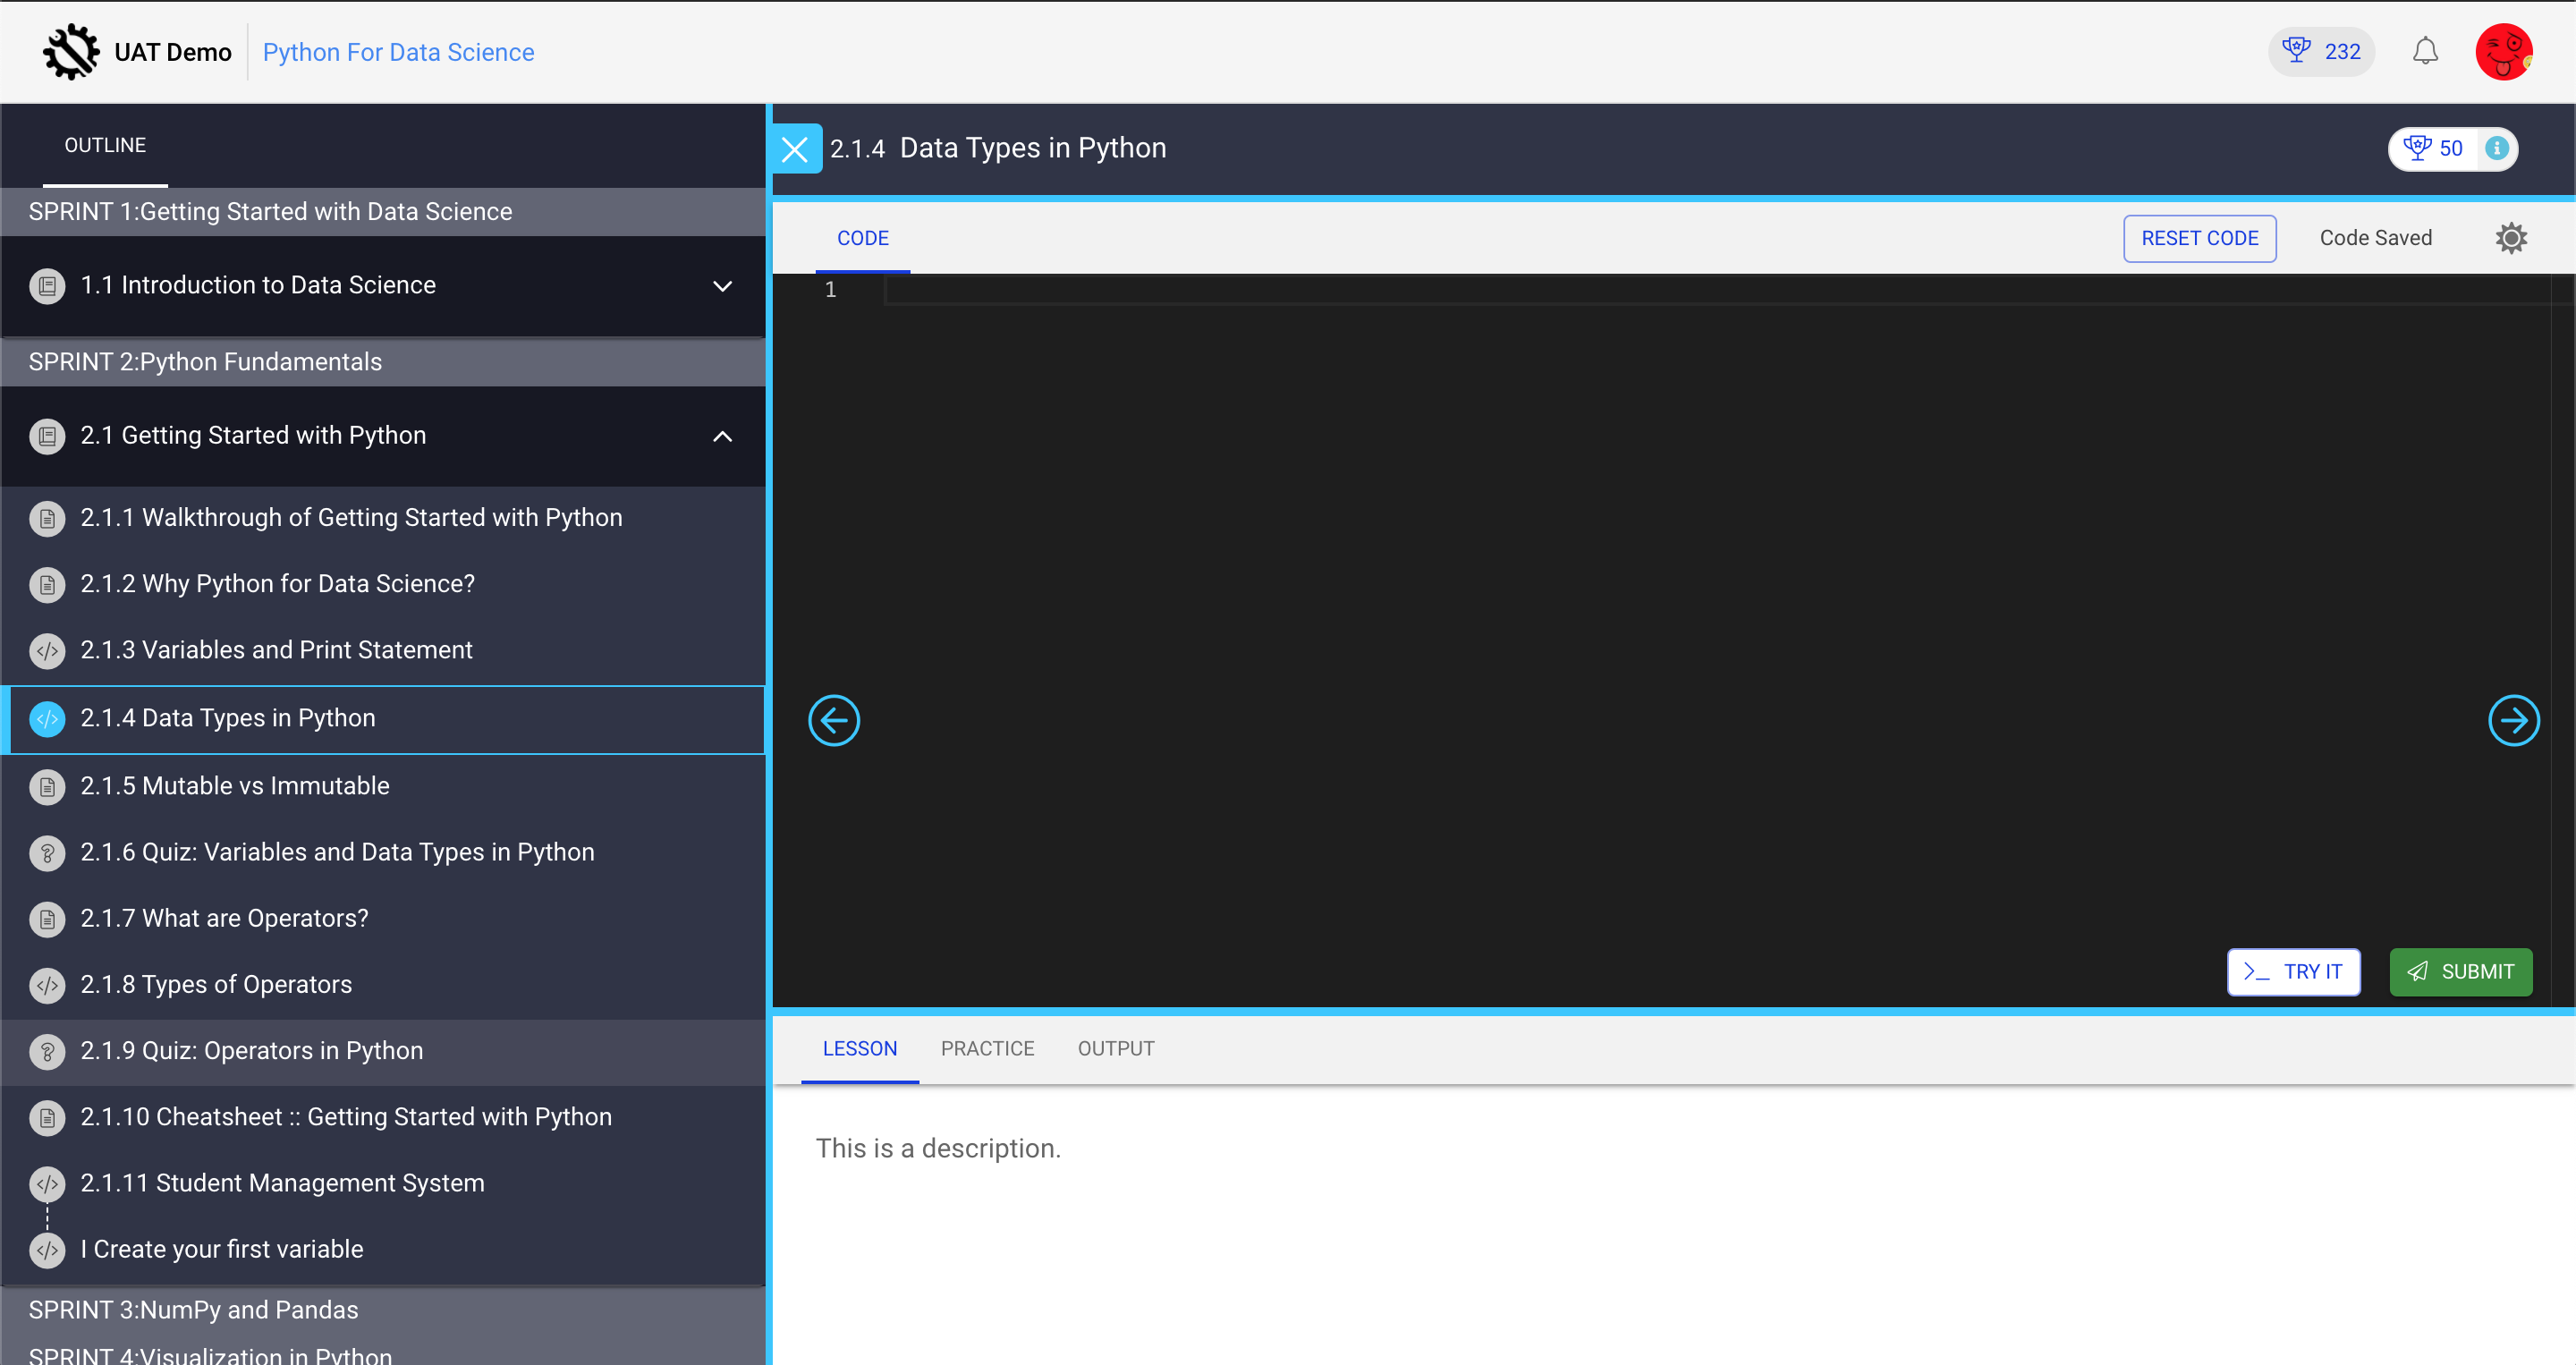 UAT Demo
Python For Data Science
232
OUTLINE
SPRINT 1:Getting Started with Data Science
1.1 Introduction to Data Science
SPRINT 2:Python Fundamentals
2.1 Getting Started with Python
2.1.1 Walkthrough of Getting Started with Python
2.1.2 Why Python for Data Science?
2.1.3 Variables and Print Statement
2.1.4 Data Types in Python
2.1.5 Mutable vs Immutable
2.1.6 Quiz: Variables and Data Types in Python
2.1.7 What are Operators?
2.1.8 Types of Operators
2.1.9 Quiz: Operators in Python
2.1.10 Cheatsheet :: Getting Started with Python
2.1.11 Student Management System
I Create your first variable
SPRINT 3:NumPy and Pandas
SPRINT 4:Visualization in Python
2.1.4 Data Types in Python
50
CODE
RESET CODE
Code Saved
1
TRY IT
SUBMIT
LESSON
PRACTICE
OUTPUT
This is a description.